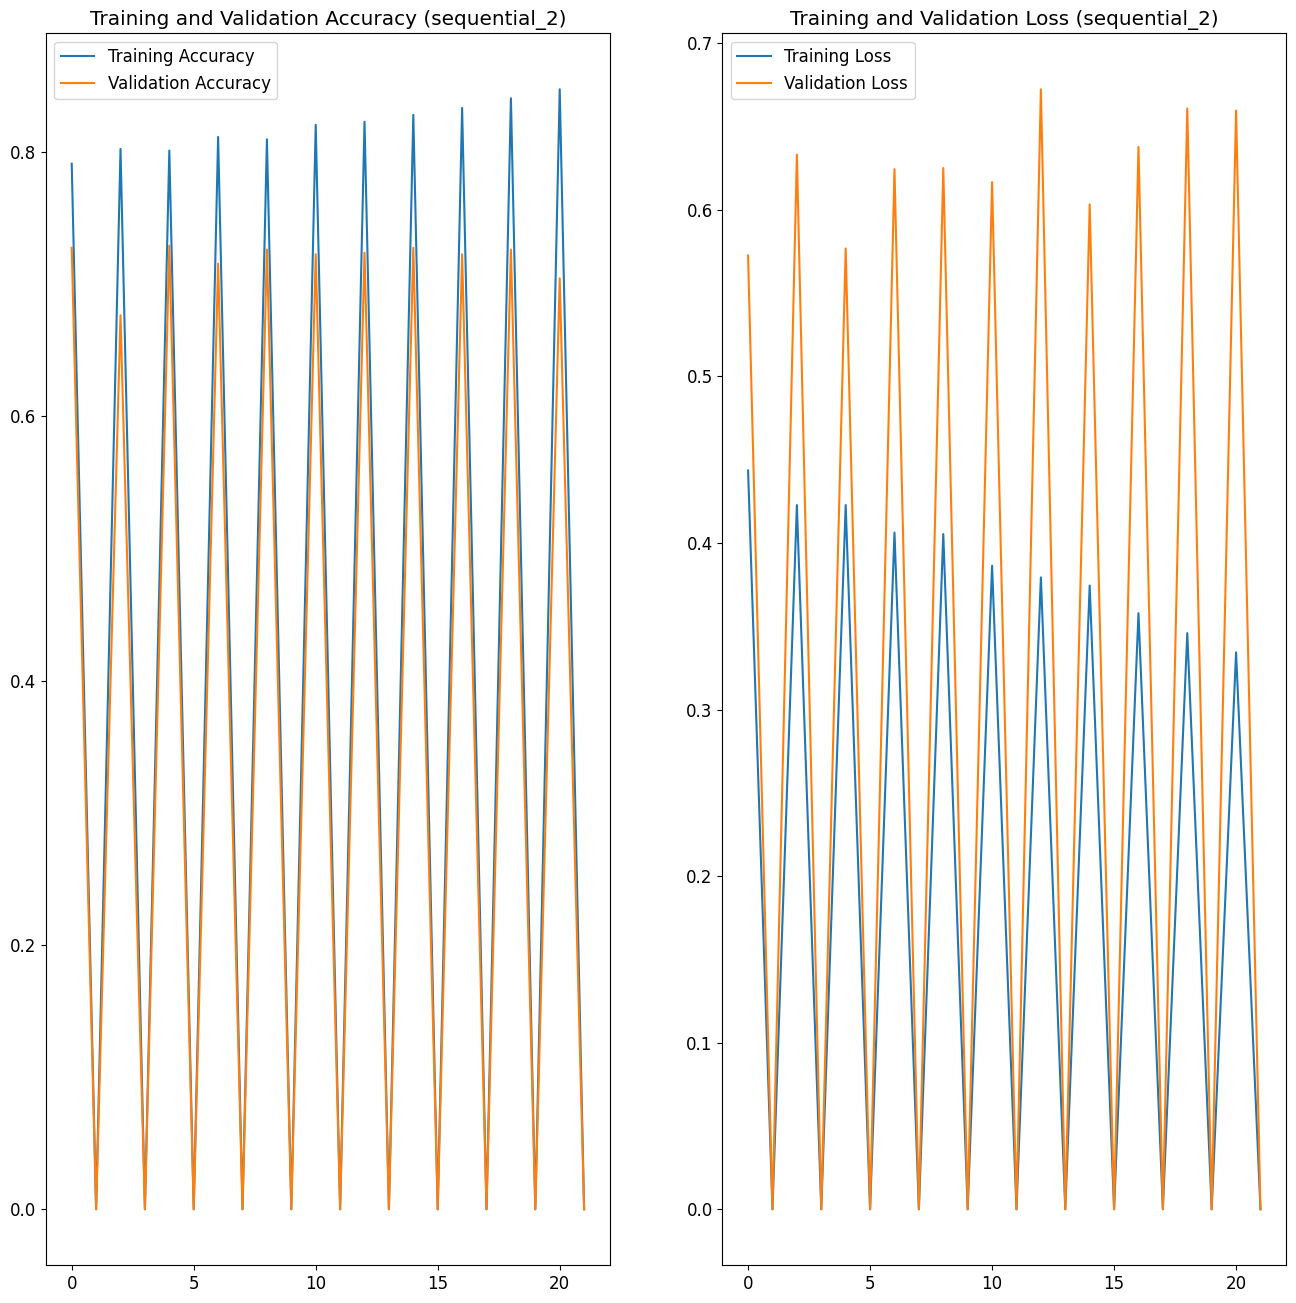 Training and Validation Accuracy (sequential_2)
Training Accuracy
Validation Accuracy
0.8
0.6
0.4
0.2
0.0
0 5 10 15 20
Training and Validation Loss (sequential_2)
Training Loss
Validation Loss
0.7
0.6
0.5
0.4
0.3
0.2
0.1
0.0
0 5 10 15 20